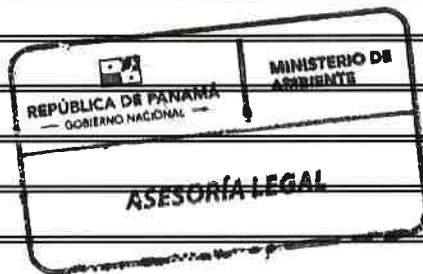 REPÚBLICA DE PANAMÁ
— GOBIERNO NACIONAL —
MINISTERIO DE
AMBIENTE
ASESORÍA LEGAL